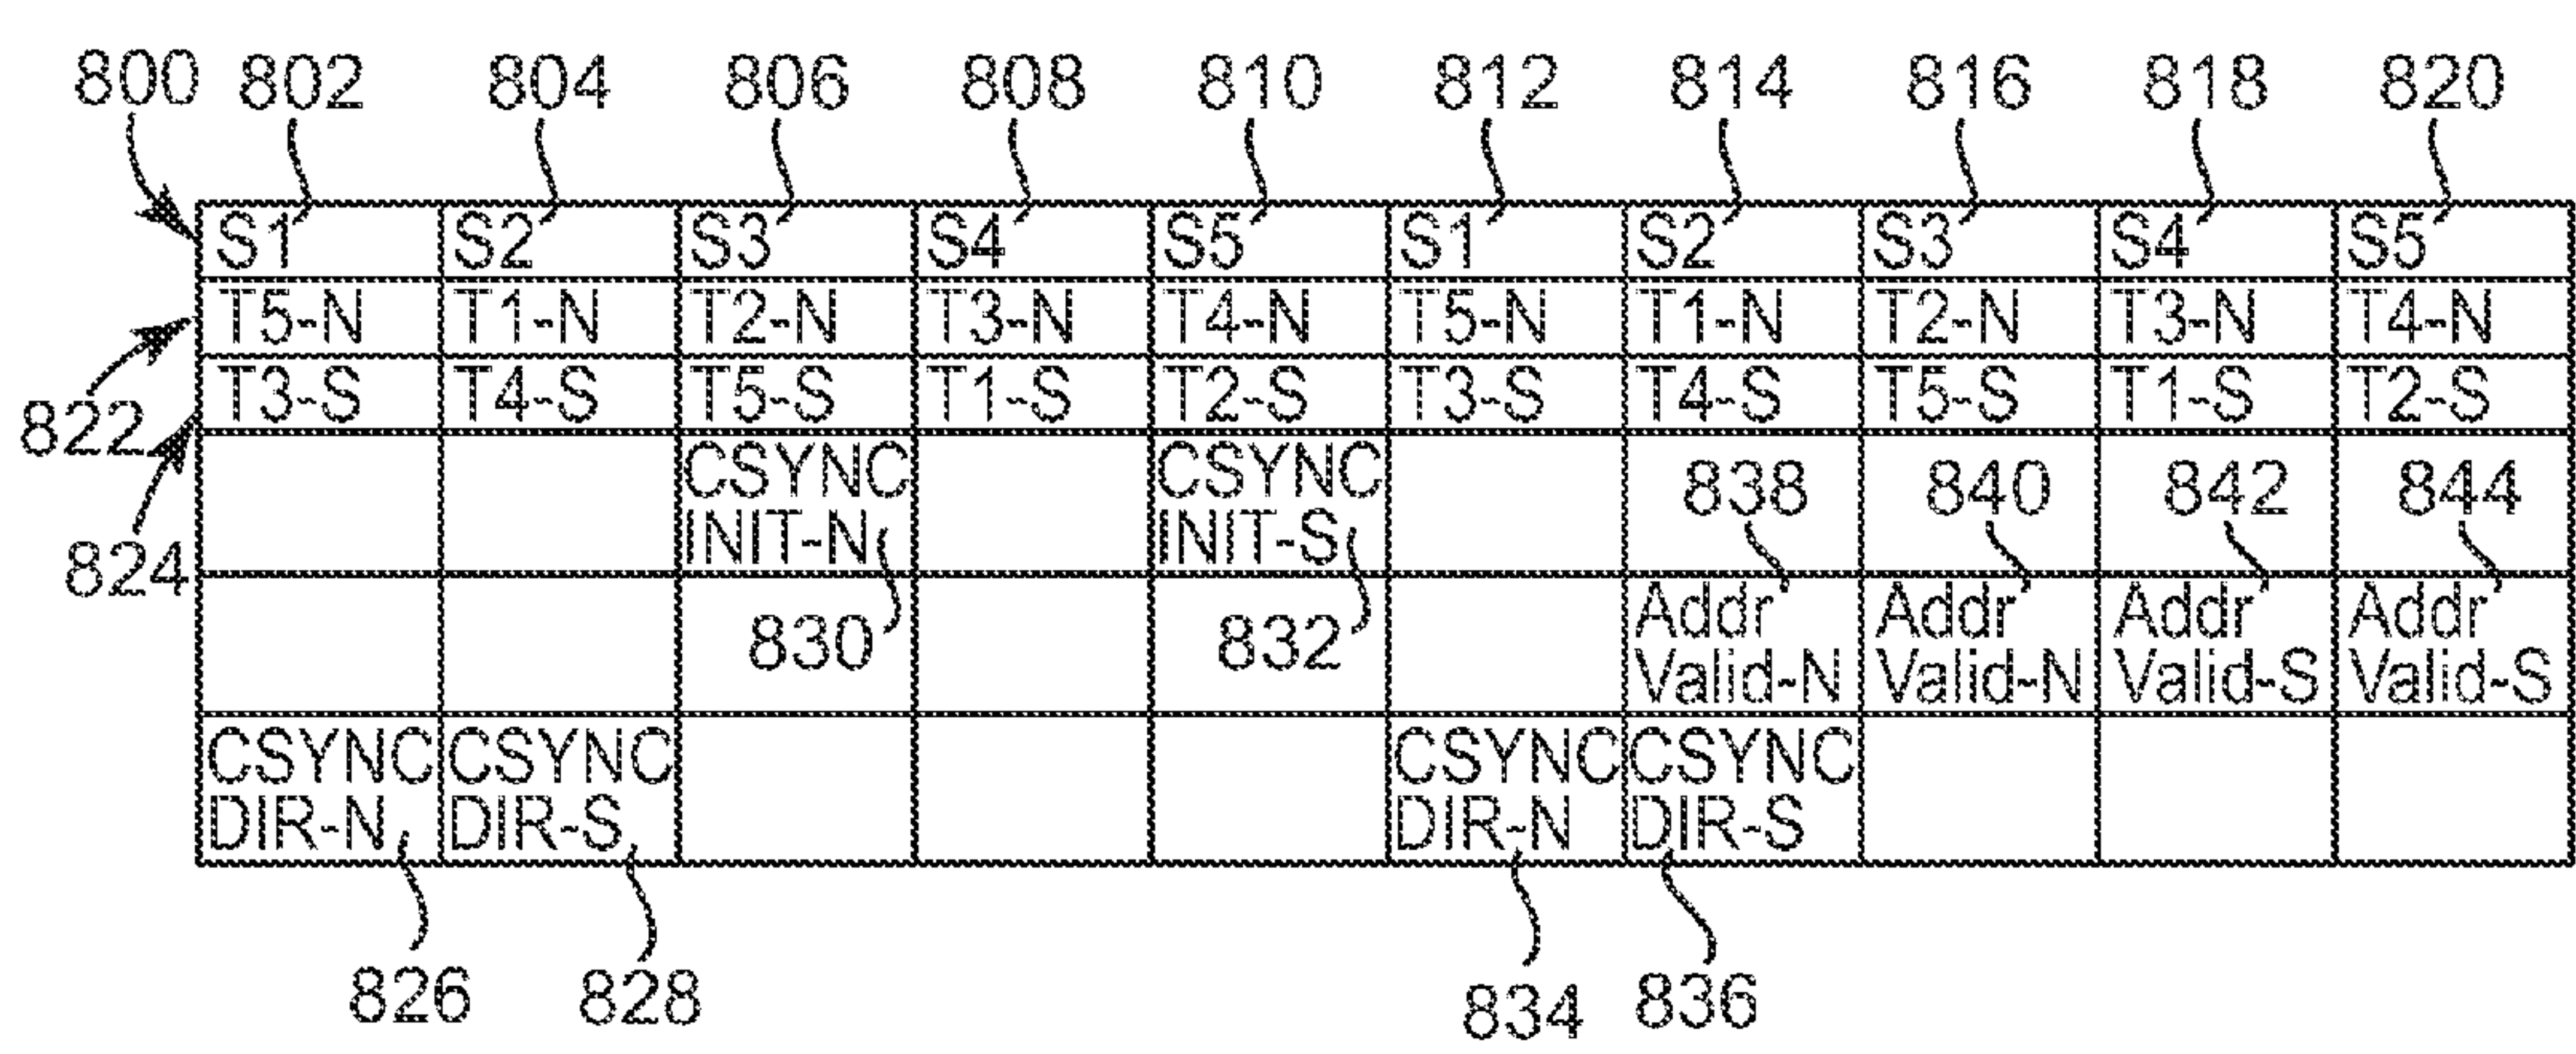 800 802 804 806 808 810 812 814 816 818 820
S1 S2 S3 S4 S5 S1 S2 S3 S4 S5
T5-N T1-N T2-N T3-N T4-N T5-N T1-N T2-N T3-N T4-N
822
T3-S T4-S T5-S T1-S T2-S T3-S T4-S T5-S T1-S T2-S
824
CSYNC CSYNC 838 840 842 844
INIT-N INIT-S
830 832 Addr Addr Addr Addr
Valid-N Valid-N Valid-S Valid-S
CSYNC CSYNC CSYNC CSYNC
DIR-N DIR-S DIR-N DIR-S
826 828 834 836